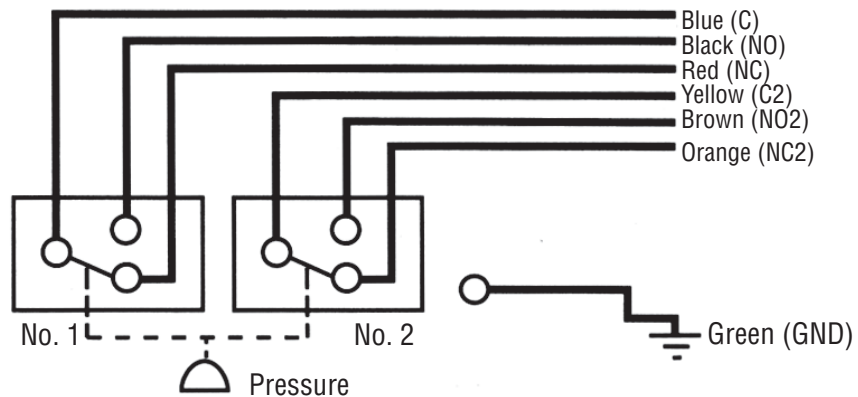 Blue (C)
Black (NO)
Red (NC)
Yellow (C2)
Brown (NO2)
Orange (NC2)
No. 1
No. 2
Green (GND)
Pressure